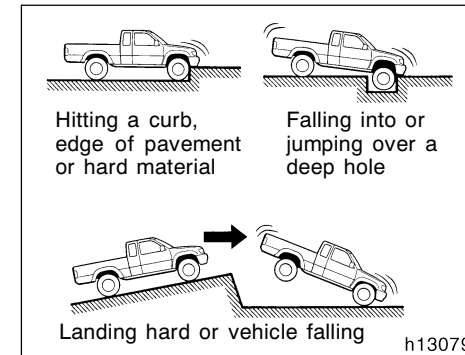 Hitting a curb,
edge of pavement
or hard material
Falling into or
jumping over a
deep hole
Landing hard or vehicle falling
h13079